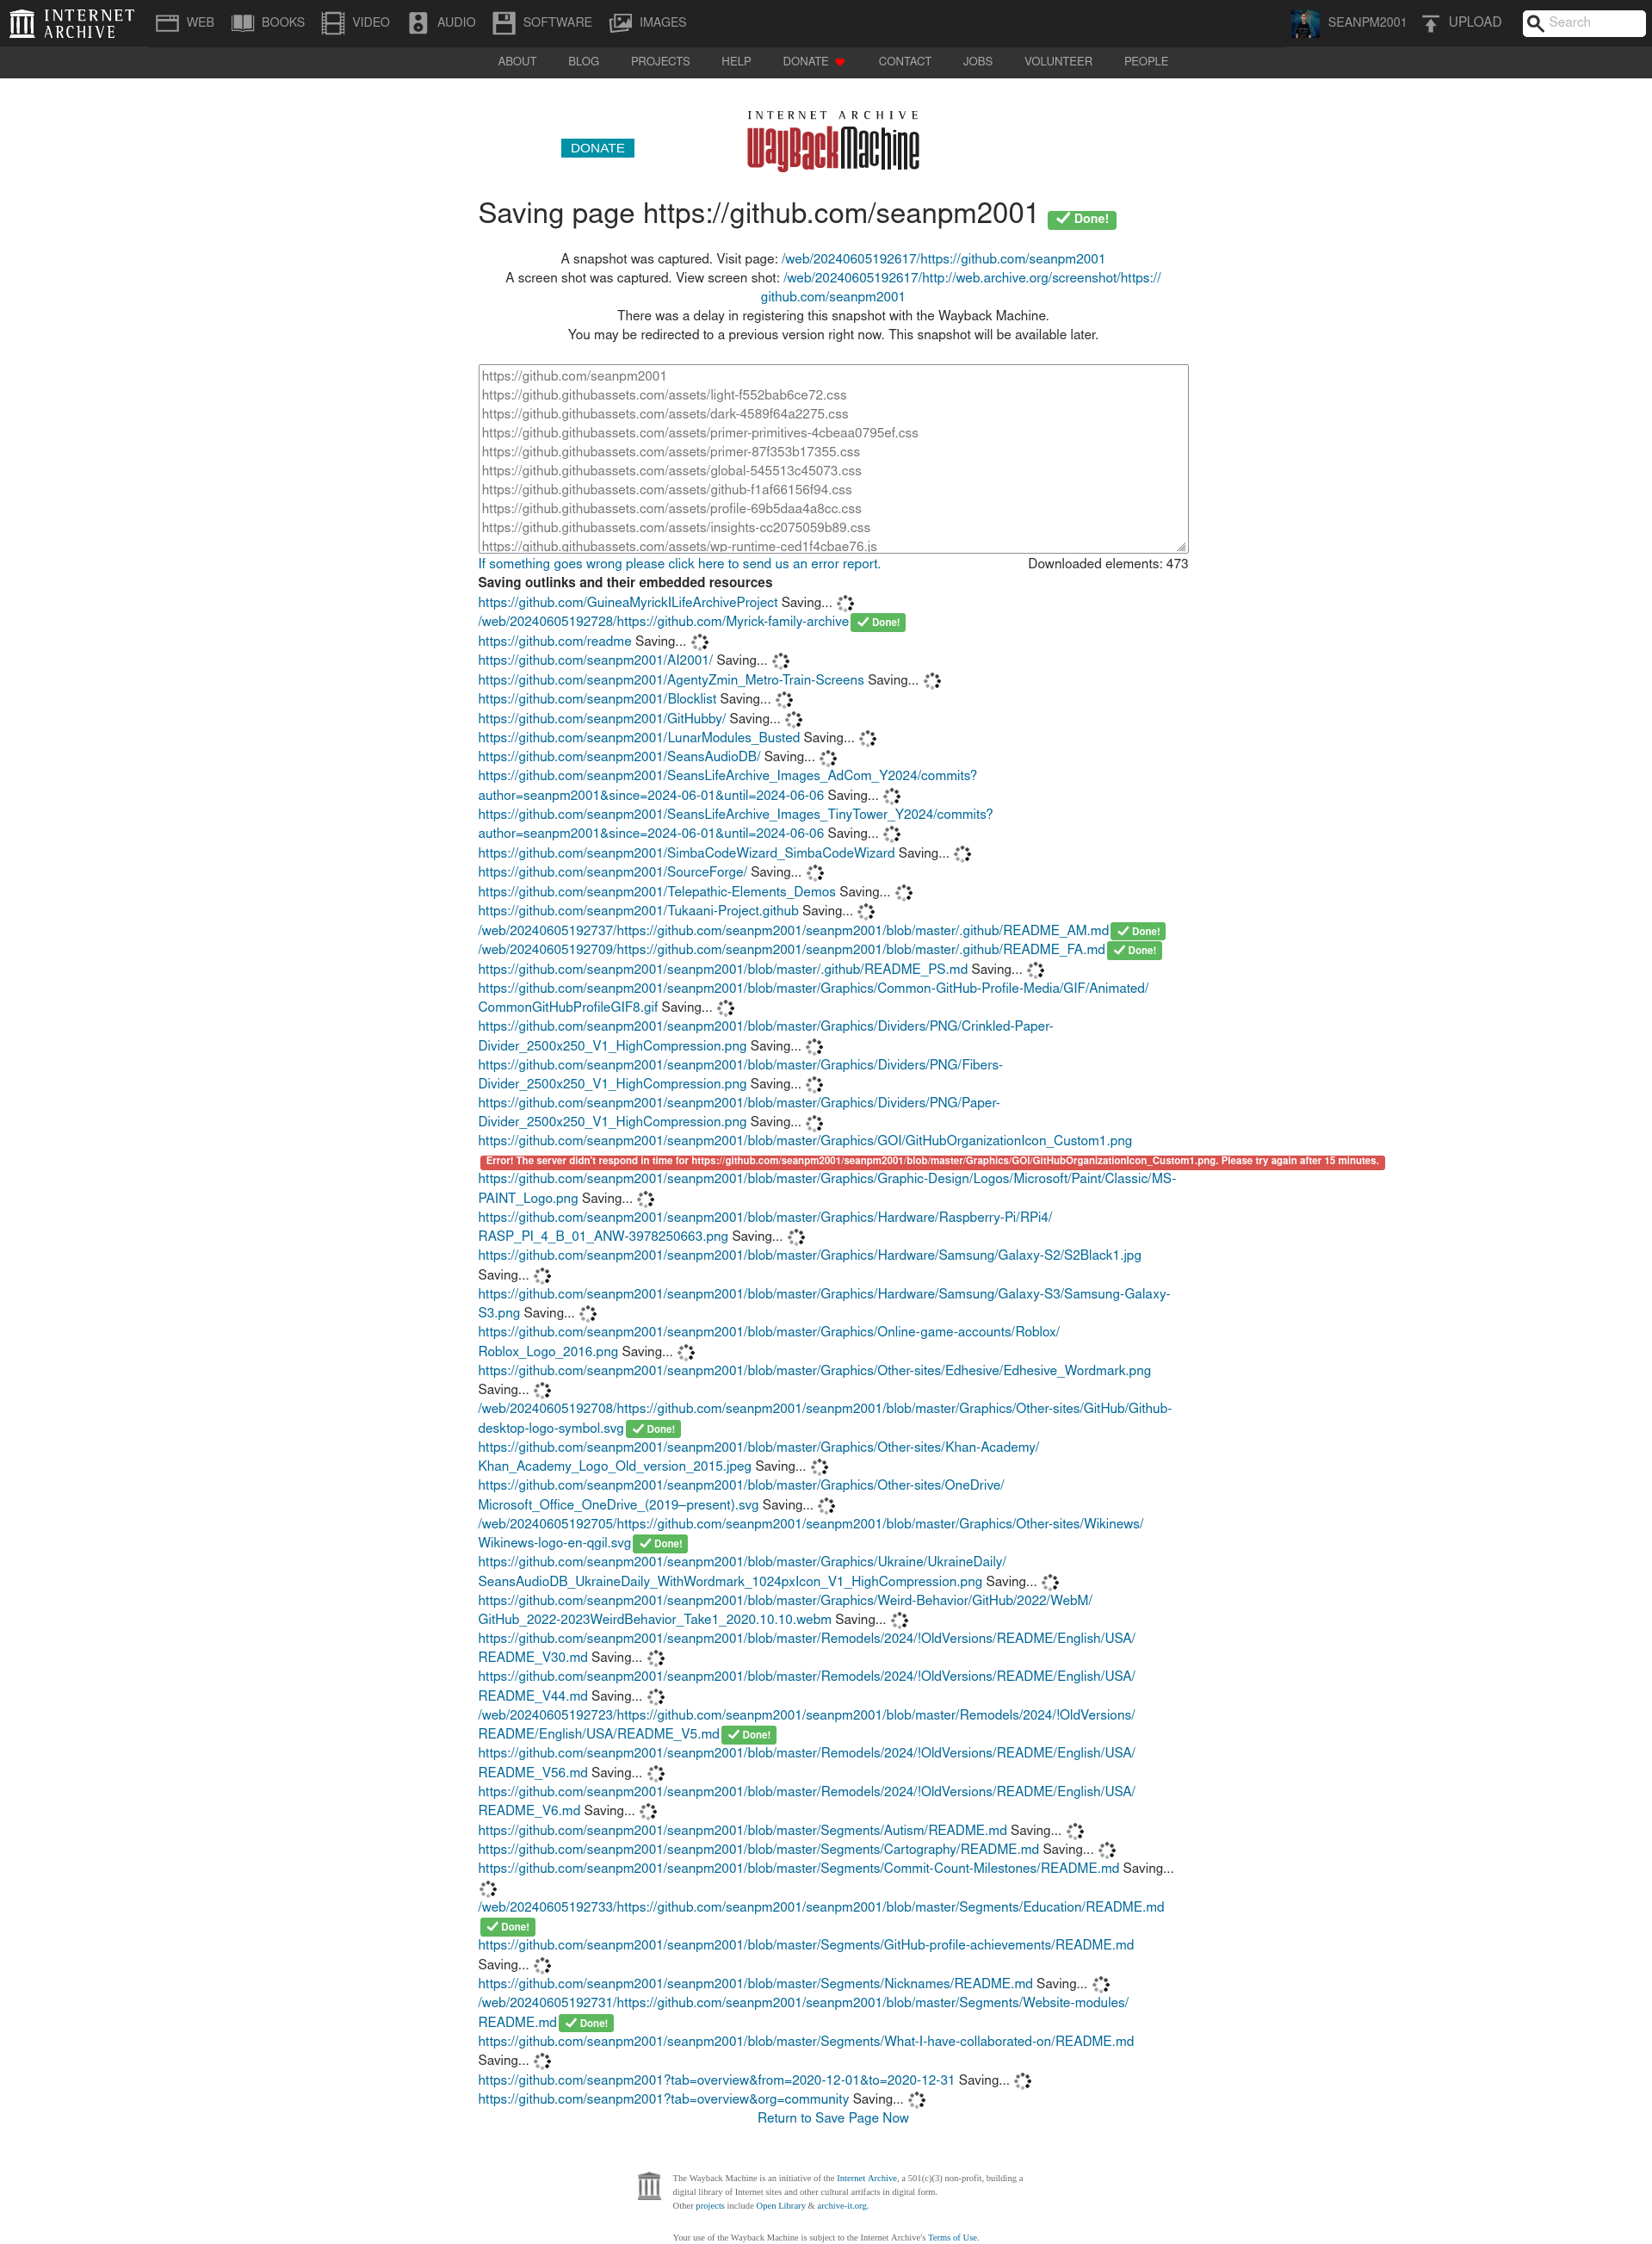 INTERNET ARCHIVE
WEB BOOKS VIDEO AUDIO SOFTWARE IMAGES SEANPM2001 UPLOAD Search
ABOUT BLOG PROJECTS HELP DONATE CONTACT JOBS VOLUNTEER PEOPLE
INTERNET ARCHIVE
DONATE WayBackMachine
Saving page https://github.com/seanpm2001 Done!
A snapshot was captured. Visit page: /web/20240605192617/https://github.com/seanpm2001
A screen shot was captured. View screen shot: /web/20240605192617/http://web.archive.org/screenshot/https://
github.com/seanpm2001
There was a delay in registering this snapshot with the Wayback Machine.
You may be redirected to a previous version right now. This snapshot will be available later.
https://github.com/seanpm2001
https://github.githubassets.com/assets/light-f552bab6ce72.css
https://github.githubassets.com/assets/dark-4589f64a2275.css
https://github.githubassets.com/assets/primer-primitives-4cbeaa0795ef.css
https://github.githubassets.com/assets/primer-87f353b17355.css
https://github.githubassets.com/assets/global-545513c45073.css
https://github.githubassets.com/assets/github-f1af66156f94.css
https://github.githubassets.com/assets/profile-69b5daa4a8cc.css
https://github.githubassets.com/assets/insights-cc2075059b89.css
https://github.githubassets.com/assets/wp-runtime-ced1f4cbae76.js
If something goes wrong please click here to send us an error report. Downloaded elements: 473
Saving outlinks and their embedded resources
https://github.com/GuineaMyrickILifeArchiveProject Saving...
/web/20240605192728/https://github.com/Myrick-family-archive Done!
https://github.com/readme Saving...
https://github.com/seanpm2001/AI2001/ Saving...
https://github.com/seanpm2001/AgentyZmin_Metro-Train-Screens Saving...
https://github.com/seanpm2001/Blocklist Saving...
https://github.com/seanpm2001/GitHubby/ Saving...
https://github.com/seanpm2001/LunarModules_Busted Saving...
https://github.com/seanpm2001/SeansAudioDB/ Saving...
https://github.com/seanpm2001/SeansLifeArchive_Images_AdCom_Y2024/commits?
author=seanpm2001&since=2024-06-01&until=2024-06-06 Saving...
https://github.com/seanpm2001/SeansLifeArchive_Images_TinyTower_Y2024/commits?
author=seanpm2001&since=2024-06-01&until=2024-06-06 Saving...
https://github.com/seanpm2001/SimbaCodeWizard_SimbaCodeWizard Saving...
https://github.com/seanpm2001/SourceForge/ Saving...
https://github.com/seanpm2001/Telepathic-Elements_Demos Saving...
https://github.com/seanpm2001/Tukaani-Project.github Saving...
/web/20240605192737/https://github.com/seanpm2001/seanpm2001/blob/master/.github/README_AM.md Done!
/web/20240605192709/https://github.com/seanpm2001/seanpm2001/blob/master/.github/README_FA.md Done!
https://github.com/seanpm2001/seanpm2001/blob/master/.github/README_PS.md Saving...
https://github.com/seanpm2001/seanpm2001/blob/master/Graphics/Common-GitHub-Profile-Media/GIF/Animated/
CommonGitHubProfileGIF8.gif Saving...
https://github.com/seanpm2001/seanpm2001/blob/master/Graphics/Dividers/PNG/Crinkled-Paper-
Divider_2500x250_V1_HighCompression.png Saving...
https://github.com/seanpm2001/seanpm2001/blob/master/Graphics/Dividers/PNG/Fibers-
Divider_2500x250_V1_HighCompression.png Saving...
https://github.com/seanpm2001/seanpm2001/blob/master/Graphics/Dividers/PNG/Paper-
Divider_2500x250_V1_HighCompression.png Saving...
https://github.com/seanpm2001/seanpm2001/blob/master/Graphics/GOI/GitHubOrganizationIcon_Custom1.png
Error! The server didn't respond in time for https://github.com/seanpm2001/seanpm2001/blob/master/Graphics/GOI/GitHubOrganizationIcon_Custom1.png. Please try again after 15 minutes.
https://github.com/seanpm2001/seanpm2001/blob/master/Graphics/Graphic-Design/Logos/Microsoft/Paint/Classic/MS-
PAINT_Logo.png Saving...
https://github.com/seanpm2001/seanpm2001/blob/master/Graphics/Hardware/Raspberry-Pi/RPi4/
RASP_PI_4_B_01_ANW-3978250663.png Saving...
https://github.com/seanpm2001/seanpm2001/blob/master/Graphics/Hardware/Samsung/Galaxy-S2/S2Black1.jpg
Saving...
https://github.com/seanpm2001/seanpm2001/blob/master/Graphics/Hardware/Samsung/Galaxy-S3/Samsung-Galaxy-
S3.png Saving...
https://github.com/seanpm2001/seanpm2001/blob/master/Graphics/Online-game-accounts/Roblox/
Roblox_Logo_2016.png Saving...
https://github.com/seanpm2001/seanpm2001/blob/master/Graphics/Other-sites/Edhesive/Edhesive_Wordmark.png
Saving...
/web/20240605192708/https://github.com/seanpm2001/seanpm2001/blob/master/Graphics/Other-sites/GitHub/Github-
desktop-logo-symbol.svg Done!
https://github.com/seanpm2001/seanpm2001/blob/master/Graphics/Other-sites/Khan-Academy/
Khan_Academy_Logo_Old_version_2015.jpeg Saving...
https://github.com/seanpm2001/seanpm2001/blob/master/Graphics/Other-sites/OneDrive/
Microsoft_Office_OneDrive_(2019–present).svg Saving...
/web/20240605192705/https://github.com/seanpm2001/seanpm2001/blob/master/Graphics/Other-sites/Wikinews/
Wikinews-logo-en-qgil.svg Done!
https://github.com/seanpm2001/seanpm2001/blob/master/Graphics/Ukraine/UkraineDaily/
SeansAudioDB_UkraineDaily_WithWordmark_1024pxIcon_V1_HighCompression.png Saving...
https://github.com/seanpm2001/seanpm2001/blob/master/Graphics/Weird-Behavior/GitHub/2022/WebM/
GitHub_2022-2023WeirdBehavior_Take1_2020.10.10.webm Saving...
https://github.com/seanpm2001/seanpm2001/blob/master/Remodels/2024/!OldVersions/README/English/USA/
README_V30.md Saving...
https://github.com/seanpm2001/seanpm2001/blob/master/Remodels/2024/!OldVersions/README/English/USA/
README_V44.md Saving...
/web/20240605192723/https://github.com/seanpm2001/seanpm2001/blob/master/Remodels/2024/!OldVersions/
README/English/USA/README_V5.md Done!
https://github.com/seanpm2001/seanpm2001/blob/master/Remodels/2024/!OldVersions/README/English/USA/
README_V56.md Saving...
https://github.com/seanpm2001/seanpm2001/blob/master/Remodels/2024/!OldVersions/README/English/USA/
README_V6.md Saving...
https://github.com/seanpm2001/seanpm2001/blob/master/Segments/Autism/README.md Saving...
https://github.com/seanpm2001/seanpm2001/blob/master/Segments/Cartography/README.md Saving...
https://github.com/seanpm2001/seanpm2001/blob/master/Segments/Commit-Count-Milestones/README.md Saving...
/web/20240605192733/https://github.com/seanpm2001/seanpm2001/blob/master/Segments/Education/README.md
Done!
https://github.com/seanpm2001/seanpm2001/blob/master/Segments/GitHub-profile-achievements/README.md
Saving...
https://github.com/seanpm2001/seanpm2001/blob/master/Segments/Nicknames/README.md Saving...
/web/20240605192731/https://github.com/seanpm2001/seanpm2001/blob/master/Segments/Website-modules/
README.md Done!
https://github.com/seanpm2001/seanpm2001/blob/master/Segments/What-I-have-collaborated-on/README.md
Saving...
https://github.com/seanpm2001?tab=overview&from=2020-12-01&to=2020-12-31 Saving...
https://github.com/seanpm2001?tab=overview&org=community Saving...
Return to Save Page Now
The Wayback Machine is an initiative of the Internet Archive, a 501(c)(3) non-profit, building a
digital library of Internet sites and other cultural artifacts in digital form.
Other projects include Open Library & archive-it.org.
Your use of the Wayback Machine is subject to the Internet Archive's Terms of Use.